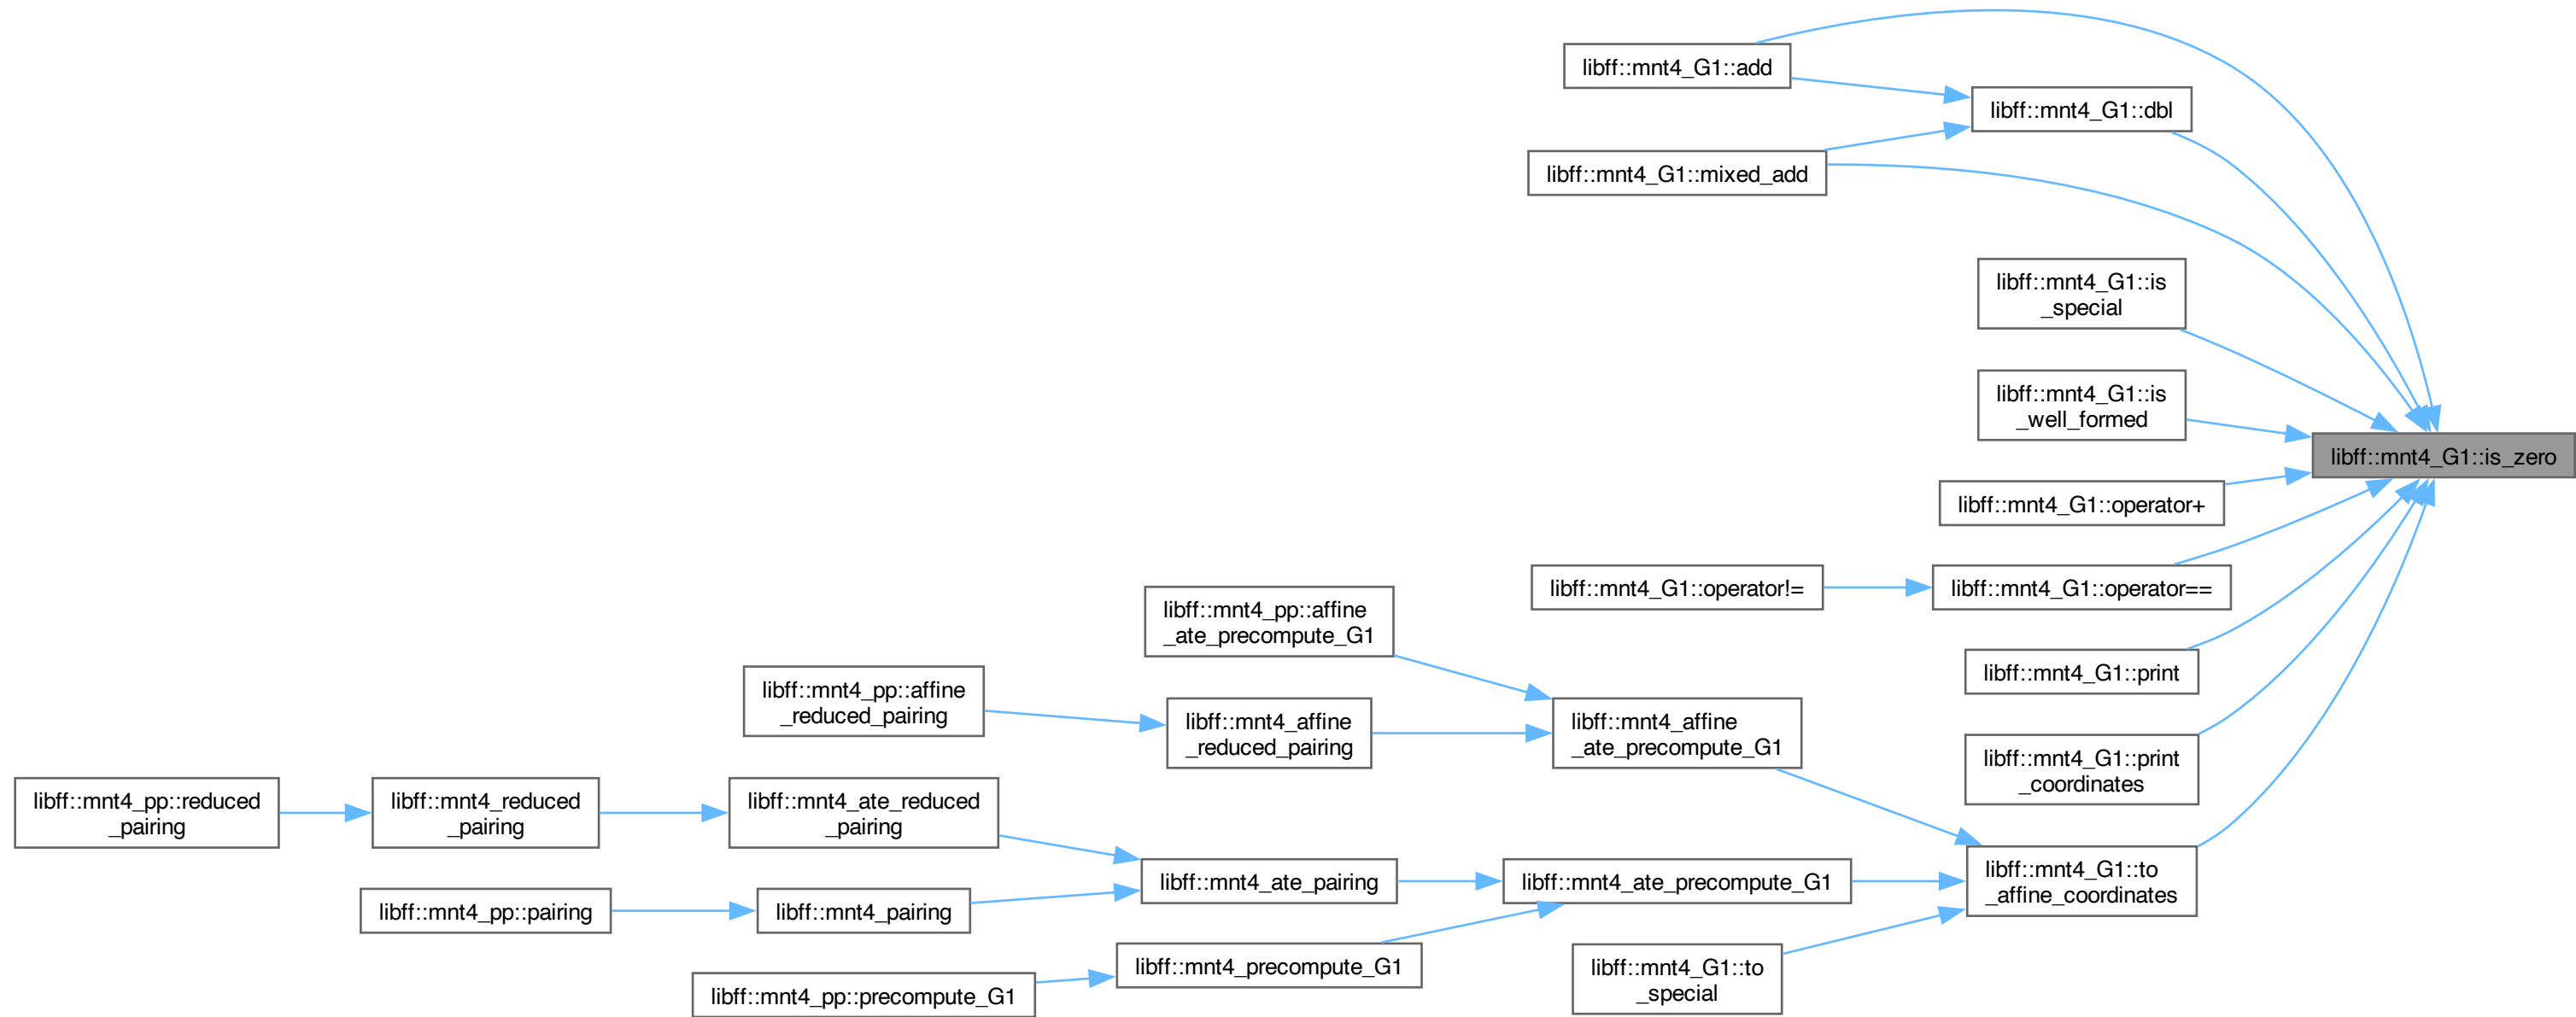 libff::mnt4_G1::add
libff::mnt4_G1::dbl
libff::mnt4_G1::mixed_add
libff::mnt4_G1::is
_special
libff::mnt4_G1::is
_well_formed
libff::mnt4_G1::is_zero
libff::mnt4_G1::operator+
libff::mnt4_G1::operator!=
libff::mnt4_G1::operator==
libff::mnt4_pp::affine
_ate_precompute_G1
libff::mnt4_G1::print
libff::mnt4_pp::affine
_reduced_pairing
libff::mnt4_affine
_reduced_pairing
libff::mnt4_affine
_ate_precompute_G1
libff::mnt4_G1::print
_coordinates
libff::mnt4_pp::reduced
_pairing
libff::mnt4_reduced
_pairing
libff::mnt4_ate_reduced
_pairing
libff::mnt4_ate_pairing
libff::mnt4_ate_precompute_G1
libff::mnt4_G1::to
_affine_coordinates
libff::mnt4_pp::pairing
libff::mnt4_pairing
libff::mnt4_precompute_G1
libff::mnt4_G1::to
_special
libff::mnt4_pp::precompute_G1